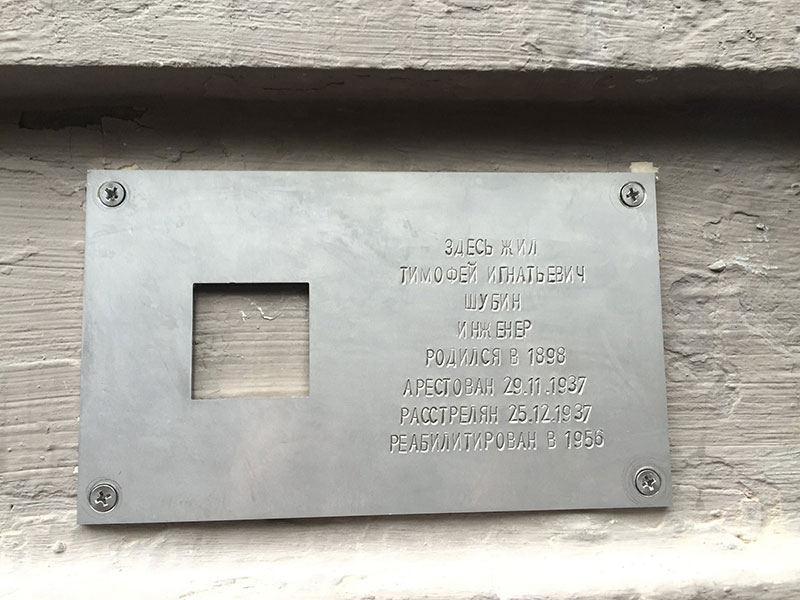 ЗДЕСЬ ЖИЛ
ТИМОФЕЙ ИГНАТЬЕВИЧ
ШУБИН
ИНЖЕНЕР
РОДИЛСЯ В 1898
АРЕСТОВАН 29.11.1937
РАССТРЕЛЯН 25.12.1937
РЕАБИЛИТИРОВАН В 1956